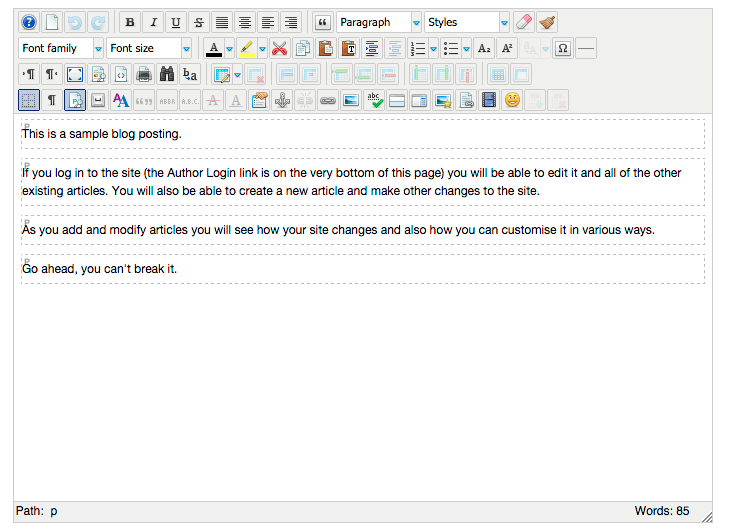 B I U S Paragraph Styles
Font family Font size A A₂ A²
ABBR A.B.C. A A abc
P
This is a sample blog posting.
P
If you log in to the site (the Author Login link is on the very bottom of this page) you will be able to edit it and all of the other
existing articles. You will also be able to create a new article and make other changes to the site.
P
As you add and modify articles you will see how your site changes and also how you can customise it in various ways.
P
Go ahead, you can't break it.
Path: p Words: 85